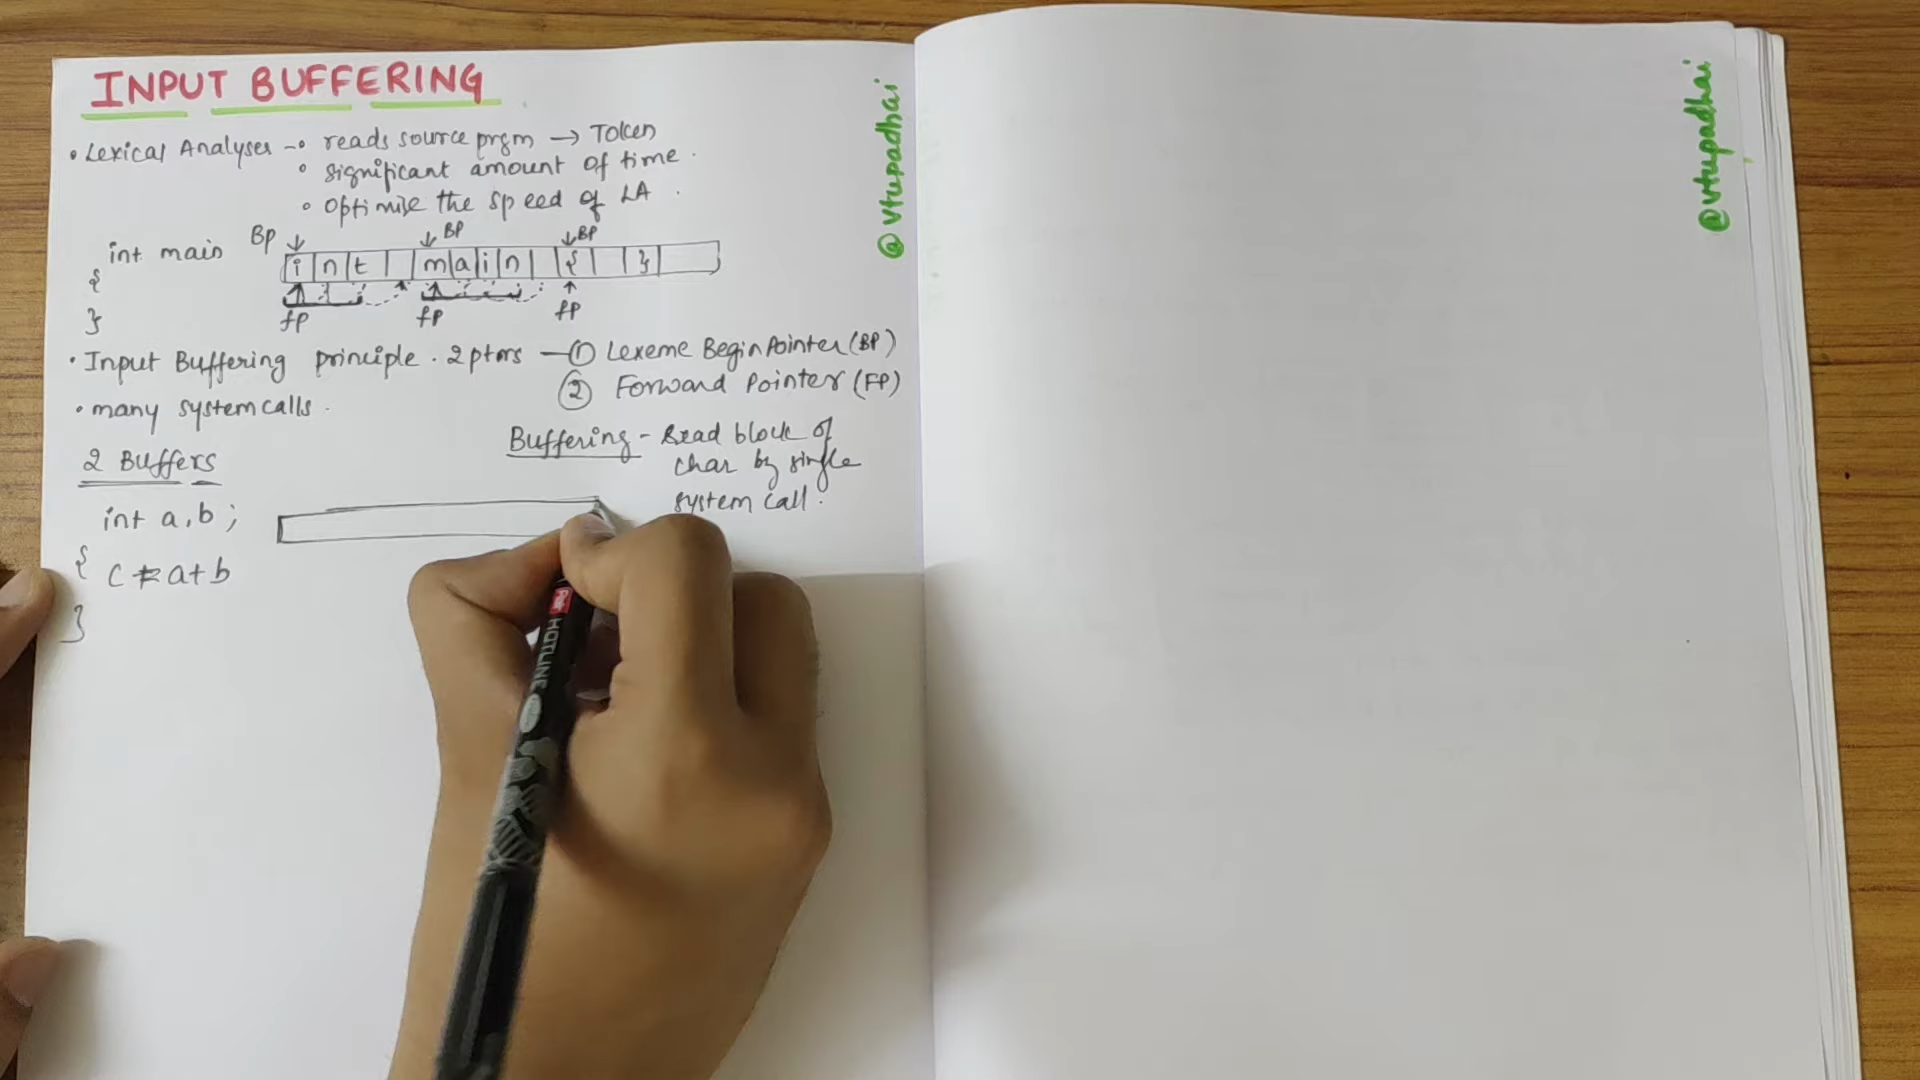 INPUT BUFFERING
• Lexical Analyser - • reads source prgm → Token
• significant amount of time.
• optimise the speed of LA.
int main
{
}
BP BP BP
i n t m a i n { }
fp fp fp
• Input Buffering principle. 2 ptrs — ① Lexeme Begin Pointer (BP)
② Forward Pointer (FP)
• many system calls.
Buffering - Read block of
char by single
system call.
2 Buffers
int a, b;
{ c = a+b
}
@vtupadhai
@vtupadhai
HOTLINE